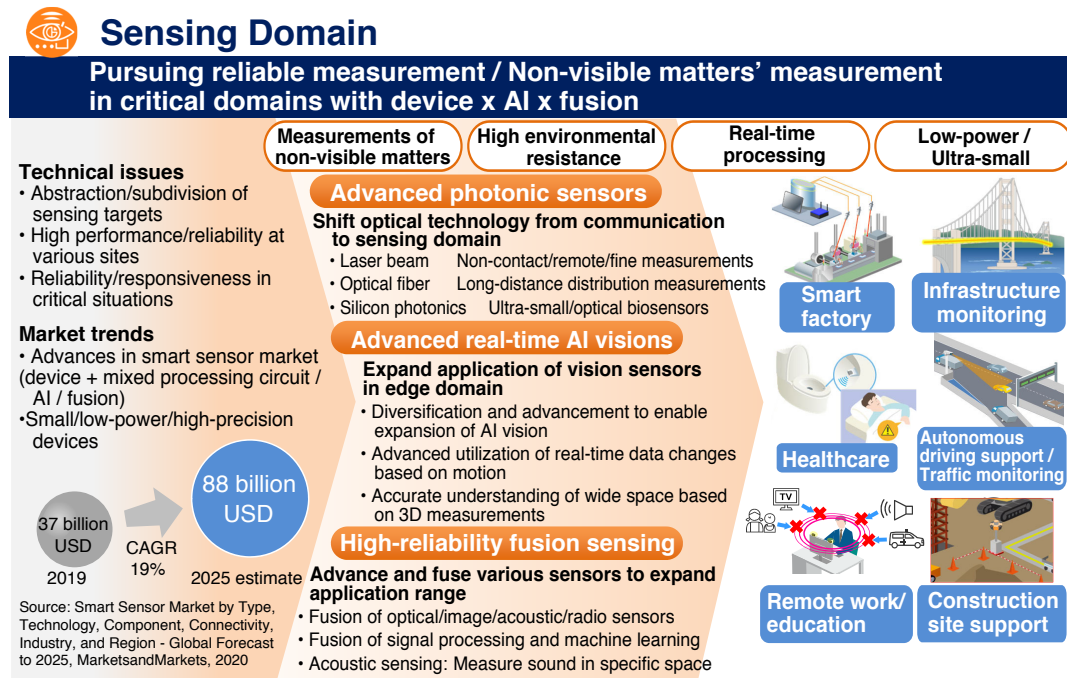 Sensing Domain
Pursuing reliable measurement / Non-visible matters' measurement
in critical domains with device x AI x fusion
Measurements of
non-visible matters
High environmental
resistance
Real-time
processing
Low-power /
Ultra-small
Technical issues
• Abstraction/subdivision of
sensing targets
• High performance/reliability at
various sites
• Reliability/responsiveness in
critical situations
Market trends
• Advances in smart sensor market
(device + mixed processing circuit /
AI / fusion)
•Small/low-power/high-precision
devices
37 billion
USD
2019
CAGR
19%
88 billion
USD
2025 estimate
Source: Smart Sensor Market by Type,
Technology, Component, Connectivity,
Industry, and Region - Global Forecast
to 2025, MarketsandMarkets, 2020
Advanced photonic sensors
Shift optical technology from communication
to sensing domain
• Laser beam Non-contact/remote/fine measurements
• Optical fiber Long-distance distribution measurements
• Silicon photonics Ultra-small/optical biosensors
Advanced real-time AI visions
Expand application of vision sensors
in edge domain
• Diversification and advancement to enable
expansion of AI vision
• Advanced utilization of real-time data changes
based on motion
• Accurate understanding of wide space based
on 3D measurements
High-reliability fusion sensing
Advance and fuse various sensors to expand
application range
• Fusion of optical/image/acoustic/radio sensors
• Fusion of signal processing and machine learning
• Acoustic sensing: Measure sound in specific space
Smart
factory
Infrastructure
monitoring
Healthcare
Autonomous
driving support /
Traffic monitoring
TV
Remote work/
education
Construction
site support